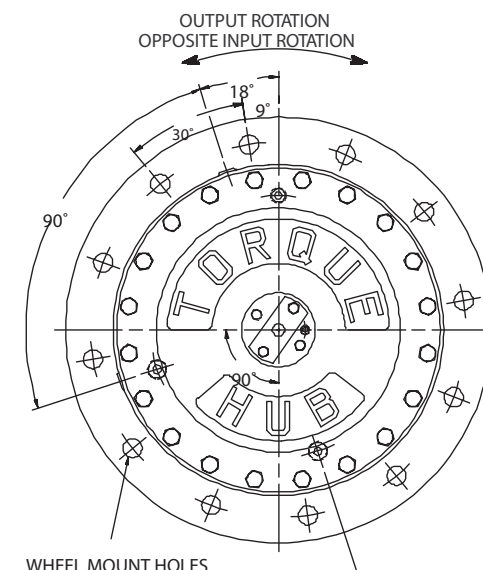 OUTPUT ROTATION
OPPOSITE INPUT ROTATION
18°
9°
30°
90°
TORQUE
90°
HUB
WHEEL MOUNT HOLES